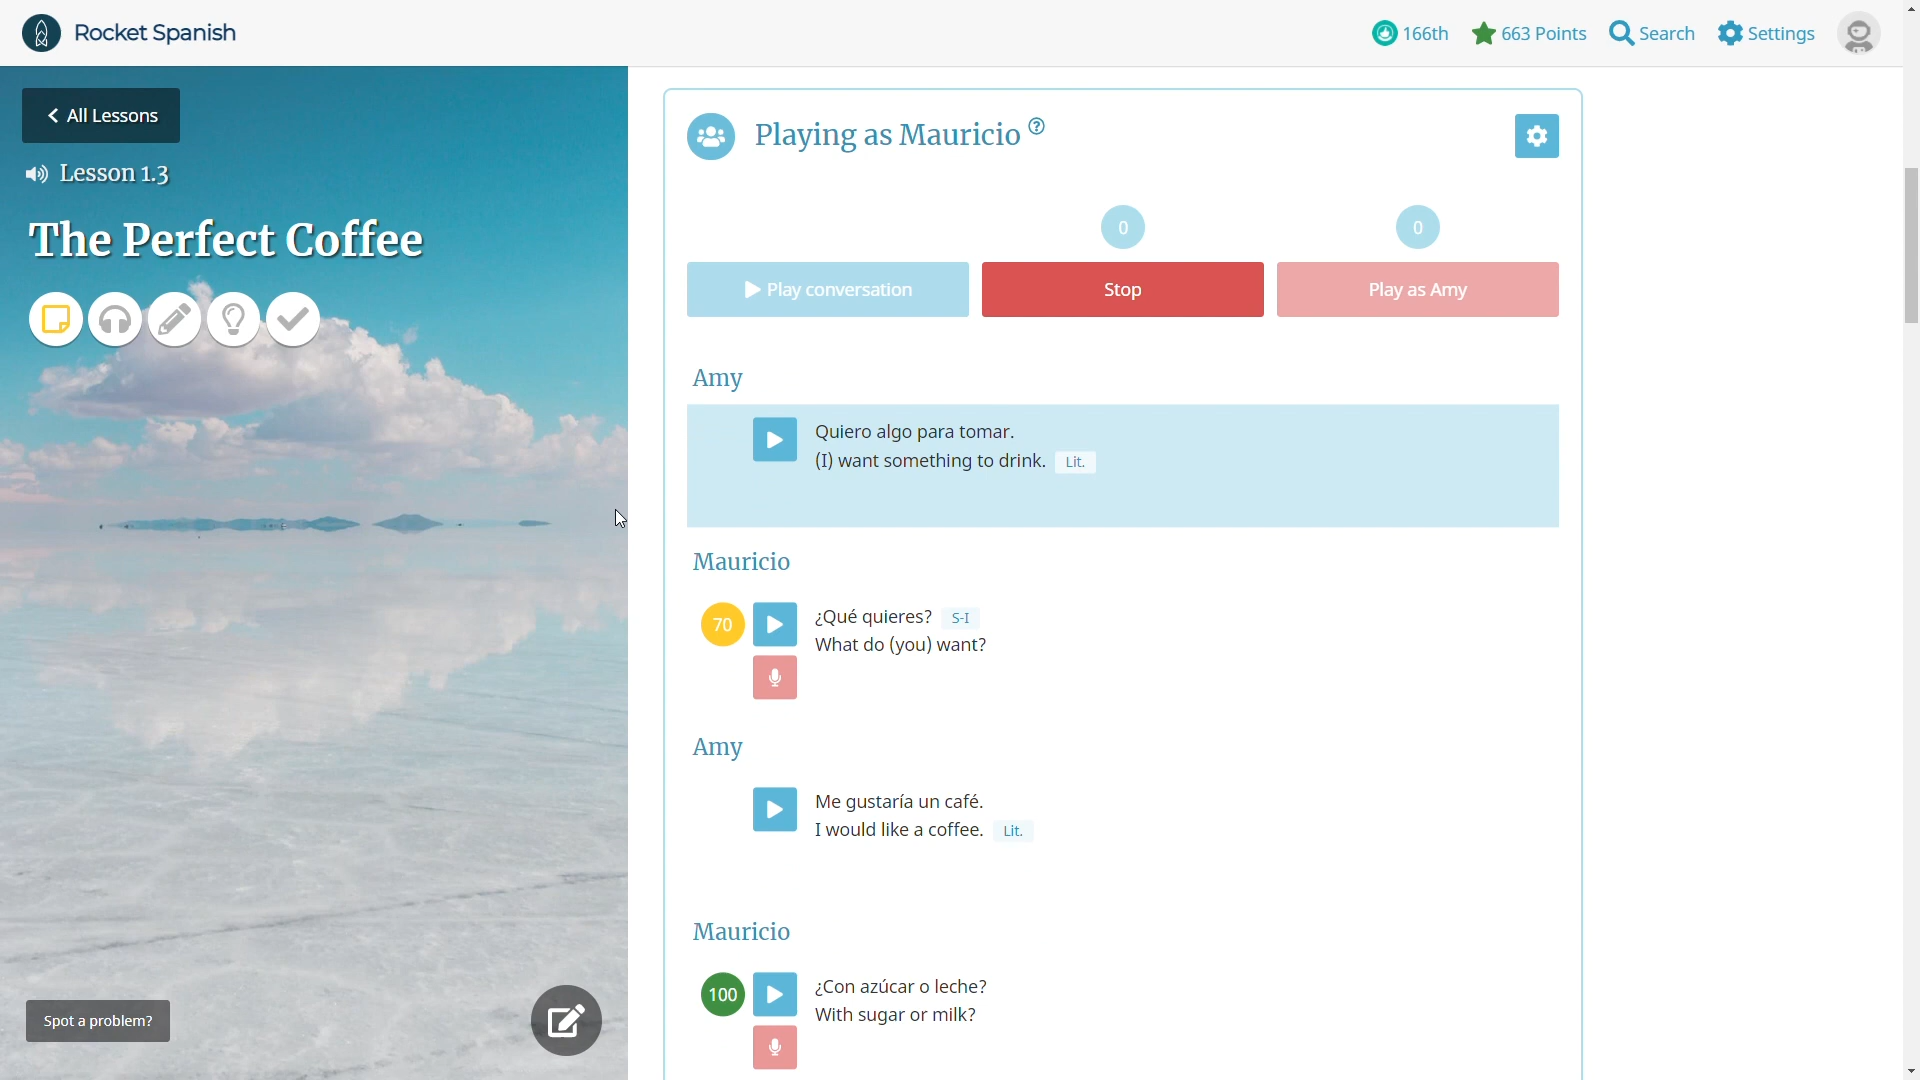 Rocket Spanish
166th
663 Points
Search
Settings
All Lessons
Lesson 1.3
The Perfect Coffee
Spot a problem?
Playing as Mauricio
0
0
Play conversation
Stop
Play as Amy
Amy
Quiero algo para tomar.
(I) want something to drink. Lit.
Mauricio
70
¿Qué quieres? S-I
What do (you) want?
Amy
Me gustaría un café.
I would like a coffee. Lit.
Mauricio
100
¿Con azúcar o leche?
With sugar or milk?